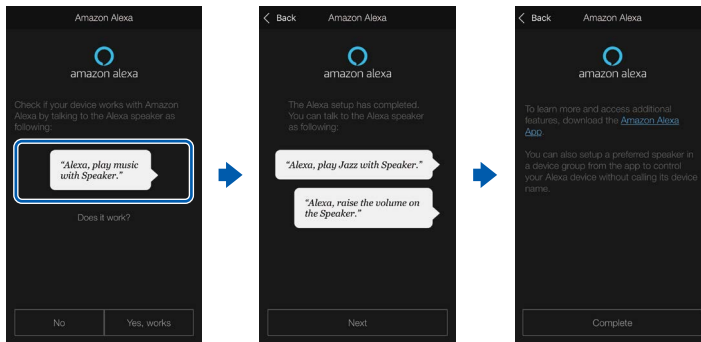 Amazon Alexa
amazon alexa
Check if your device works with Amazon
Alexa by talking to the Alexa speaker as
following:
"Alexa, play music
with Speaker."
Does it work?
No
Yes, works
Back
Amazon Alexa
amazon alexa
The Alexa setup has completed.
You can talk to the Alexa speaker
as following:
"Alexa, play Jazz with Speaker."
"Alexa, raise the volume on
the Speaker."
Next
Back
Amazon Alexa
amazon alexa
To learn more and access additional
features, download the Amazon Alexa
App.
You can also setup a preferred speaker in
a device group from the app to control
your Alexa device without calling its device
name.
Complete